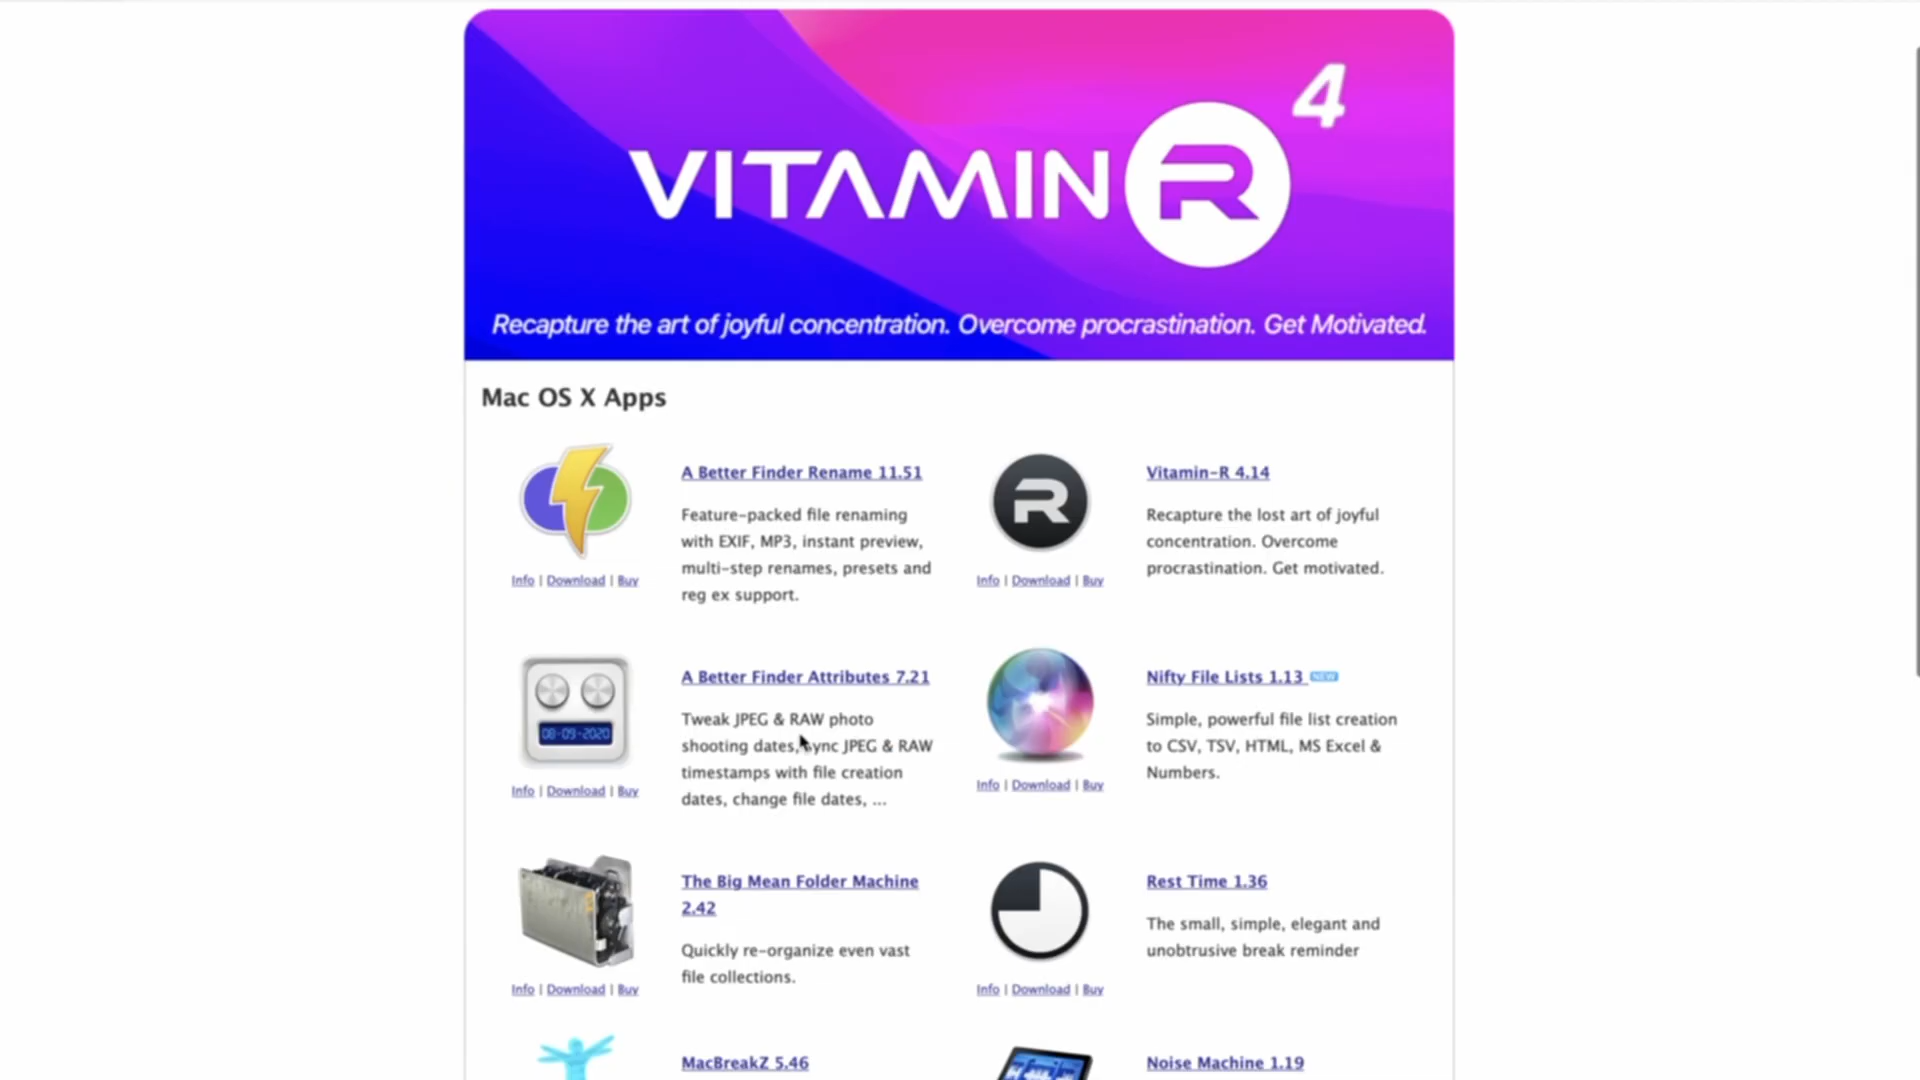 4
VITAMIN R
Recapture the art of joyful concentration. Overcome procrastination. Get Motivated.
Mac OS X Apps
A Better Finder Rename 11.51
Feature-packed file renaming
with EXIF, MP3, instant preview,
multi-step renames, presets and
reg ex support.
Info | Download | Buy
R
Vitamin-R 4.14
Recapture the lost art of joyful
concentration. Overcome
procrastination. Get motivated.
Info | Download | Buy
08-09-2020
A Better Finder Attributes 7.21
Tweak JPEG & RAW photo
shooting dates, sync JPEG & RAW
timestamps with file creation
dates, change file dates, ...
Info | Download | Buy
Nifty File Lists 1.13 NEW
Simple, powerful file list creation
to CSV, TSV, HTML, MS Excel &
Numbers.
Info | Download | Buy
The Big Mean Folder Machine
2.42
Quickly re-organize even vast
file collections.
Info | Download | Buy
Rest Time 1.36
The small, simple, elegant and
unobtrusive break reminder
Info | Download | Buy
MacBreakZ 5.46
Noise Machine 1.19